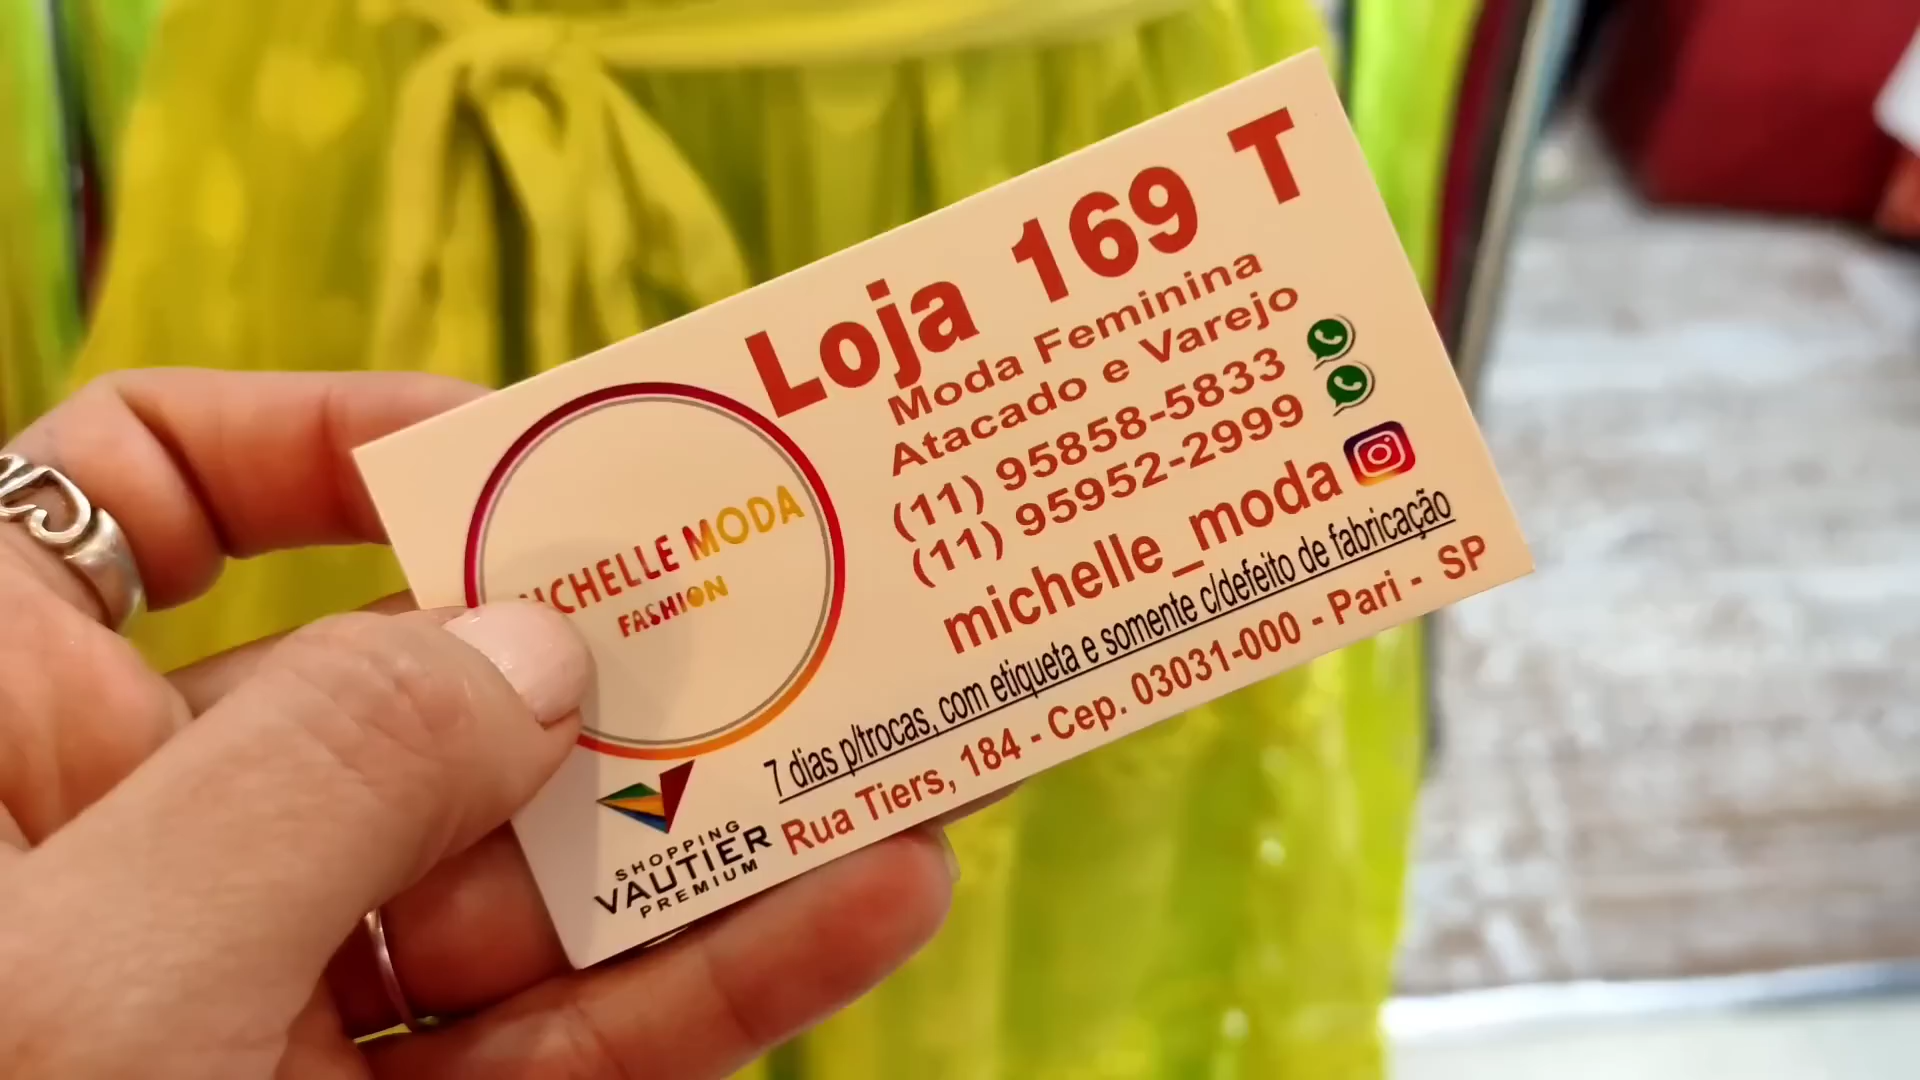 Loja 169 T
Moda Feminina
Atacado e Varejo
(11) 95858-5833
(11) 95952-2999
michelle_moda
7 dias p/trocas, com etiqueta e somente c/defeito de fabricação
Rua Tiers, 184 - Cep. 03031-000 - Pari - SP
MICHELLE MODA
FASHION
SHOPPING
VAUTIER
PREMIUM